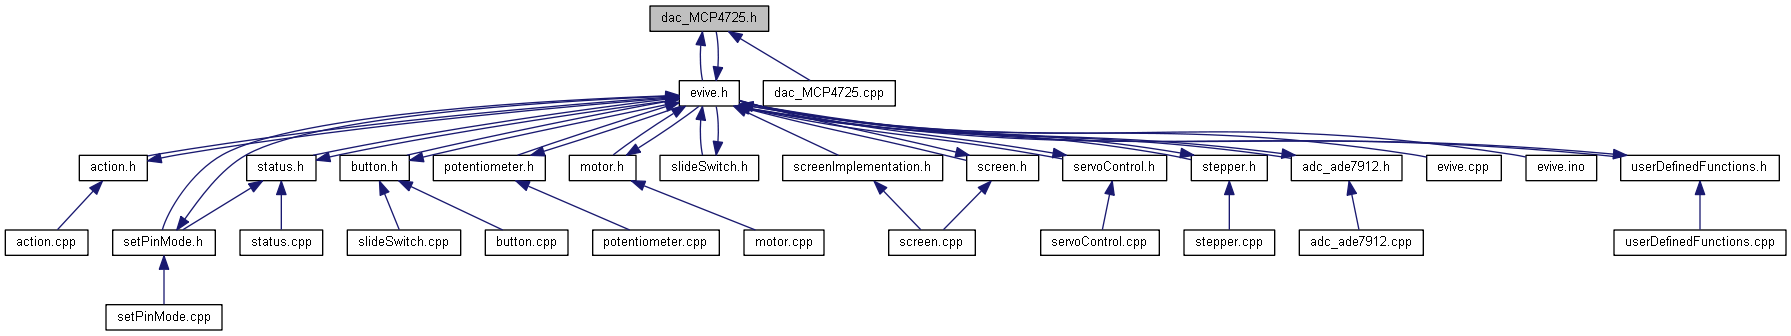 dac_MCP4725.h
evive.h
dac_MCP4725.cpp
action.h
status.h
button.h
potentiometer.h
motor.h
slideSwitch.h
screenImplementation.h
screen.h
servoControl.h
stepper.h
adc_ade7912.h
evive.cpp
evive.ino
userDefinedFunctions.h
action.cpp
setPinMode.h
status.cpp
slideSwitch.cpp
button.cpp
potentiometer.cpp
motor.cpp
screen.cpp
servoControl.cpp
stepper.cpp
adc_ade7912.cpp
userDefinedFunctions.cpp
setPinMode.cpp